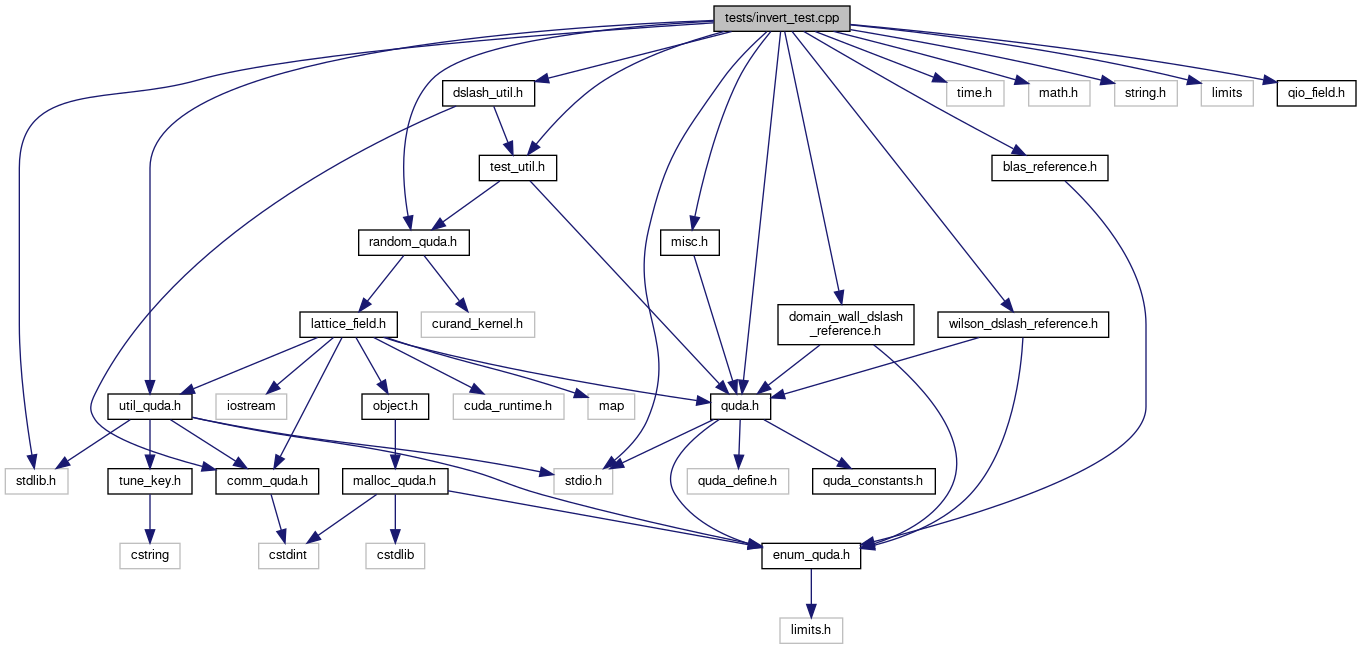 tests/invert_test.cpp
dslash_util.h
time.h
math.h
string.h
limits
qio_field.h
test_util.h
blas_reference.h
random_quda.h
misc.h
lattice_field.h
curand_kernel.h
domain_wall_dslash
_reference.h
wilson_dslash_reference.h
util_quda.h
iostream
object.h
cuda_runtime.h
map
quda.h
stdlib.h
tune_key.h
comm_quda.h
malloc_quda.h
stdio.h
quda_define.h
quda_constants.h
cstring
cstdint
cstdlib
enum_quda.h
limits.h